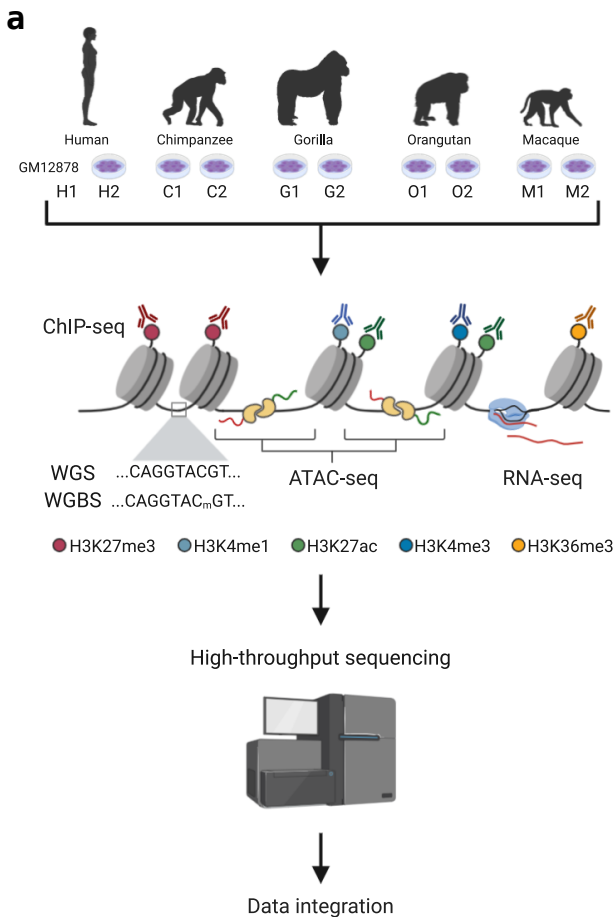 a
Human Chimpanzee Gorilla Orangutan Macaque
GM12878
H1 H2 C1 C2 G1 G2 O1 O2 M1 M2
ChIP-seq
WGS ...CAGGTACGT...
WGBS ...CAGGTACmGT...
ATAC-seq
RNA-seq
H3K27me3 H3K4me1 H3K27ac H3K4me3 H3K36me3
High-throughput sequencing
Data integration